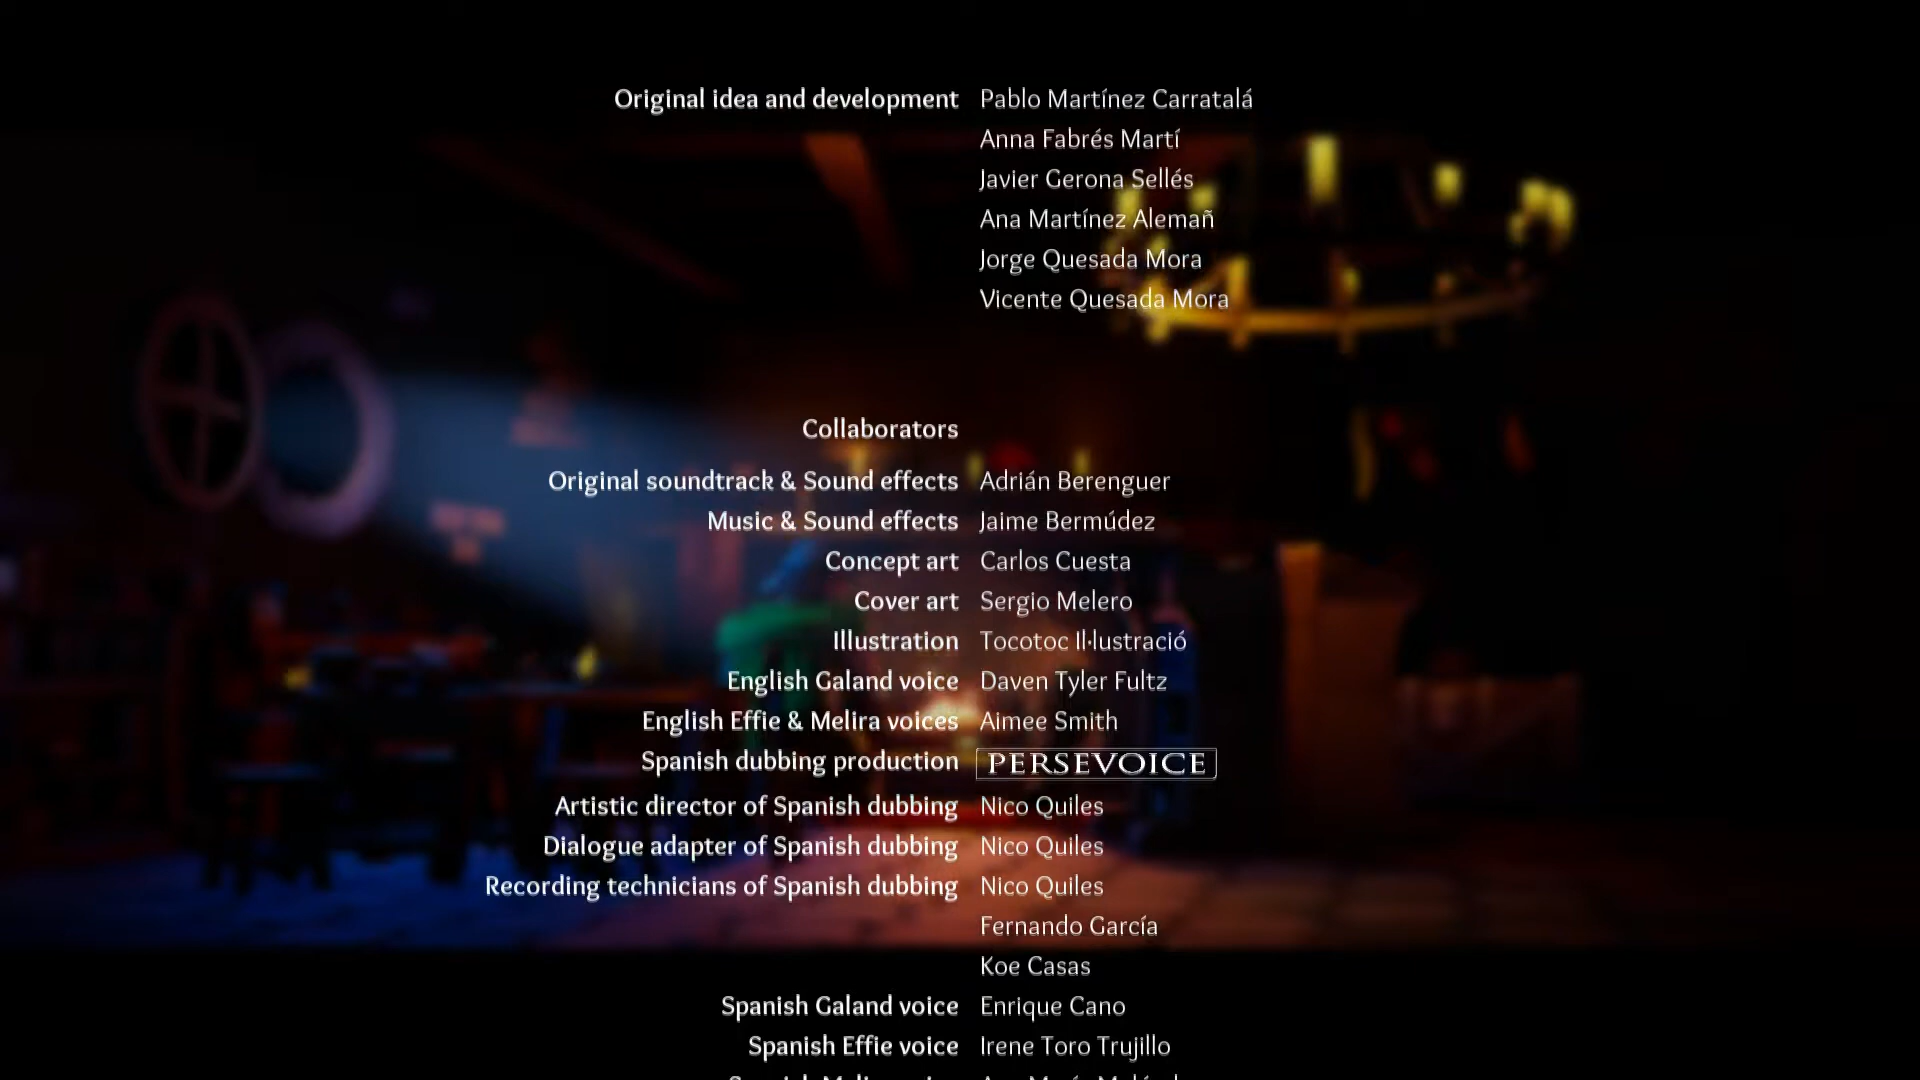 Original idea and development Pablo Martínez Carratalá
Anna Fabrés Martí
Javier Gerona Sellés
Ana Martínez Alemañ
Jorge Quesada Mora
Vicente Quesada Mora
Collaborators
Original soundtrack & Sound effects Adrián Berenguer
Music & Sound effects Jaime Bermúdez
Concept art Carlos Cuesta
Cover art Sergio Melero
Illustration Tocotoc Il·lustració
English Galand voice Daven Tyler Fultz
English Effie & Melira voices Aimee Smith
Spanish dubbing production PERSEVOICE
Artistic director of Spanish dubbing Nico Quiles
Dialogue adapter of Spanish dubbing Nico Quiles
Recording technicians of Spanish dubbing Nico Quiles
Fernando García
Koe Casas
Spanish Galand voice Enrique Cano
Spanish Effie voice Irene Toro Trujillo